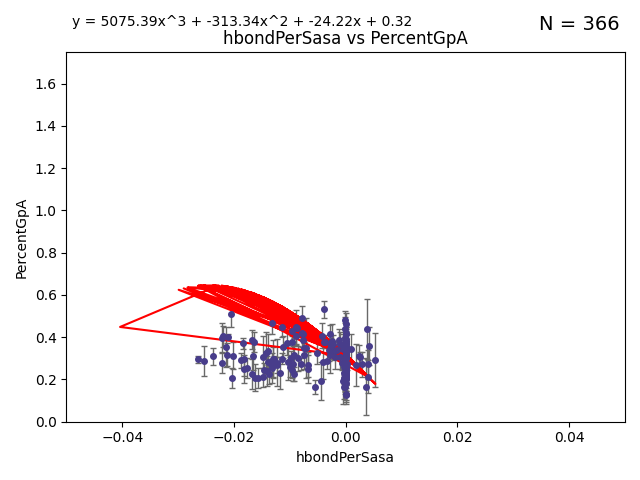 y = 5075.39x^3 + -313.34x^2 + -24.22x + 0.32
N = 366
hbondPerSasa vs PercentGpA
1.6
1.4
1.2
1.0
0.8
0.6
0.4
0.2
0.0
PercentGpA
−0.04
−0.02
0.00
0.02
0.04
hbondPerSasa